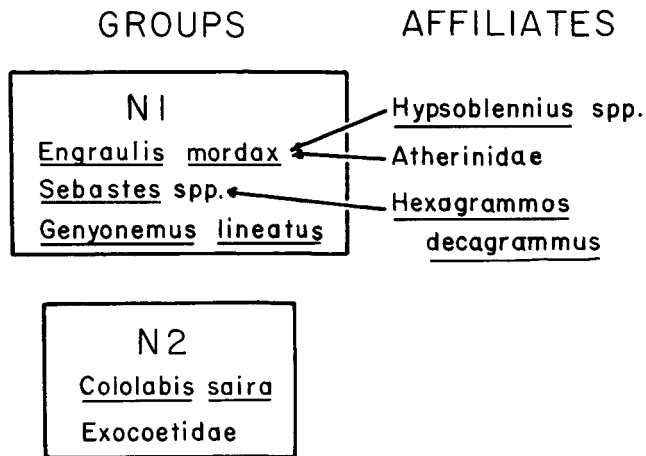 GROUPS AFFILIATES
N1
Hypsoblennius spp.
Engraulis mordax
Atherinidae
Sebastes spp.
Hexagrammos
Genyonemus lineatus
decagrammus
N2
Cololabis saira
Exocoetidae